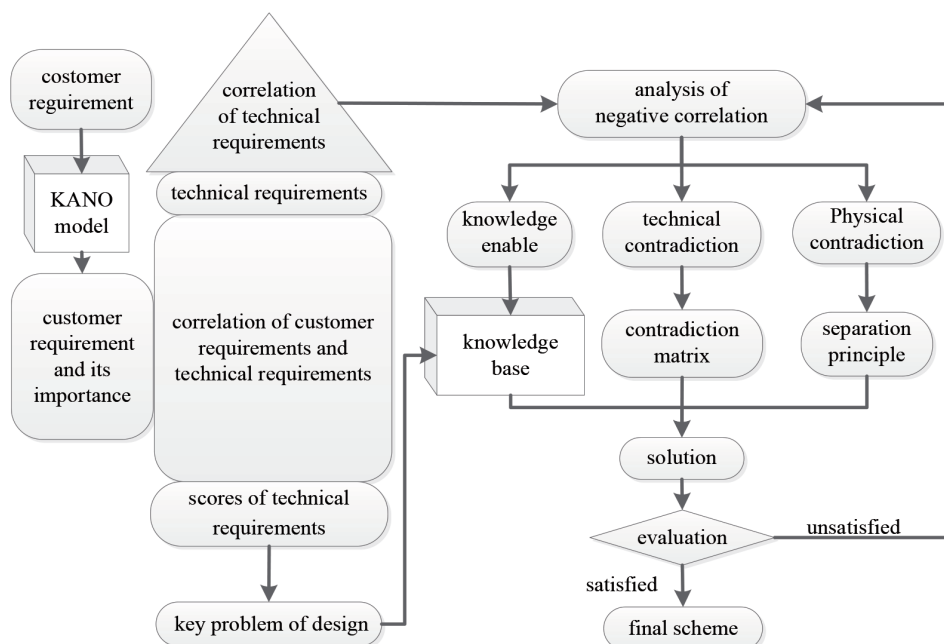 costomer
reguirement
KANO
model
customer
requirement
and its
importance
correlation
of technical
requirements
technical requirements
correlation of customer
requirements and
technical requirements
scores of technical
requirements
key problem of design
analysis of
negative correlation
knowledge
enable
technical
contradiction
Physical
contradiction
knowledge
base
contradiction
matrix
separation
principle
solution
evaluation
unsatisfied
satisfied
final scheme